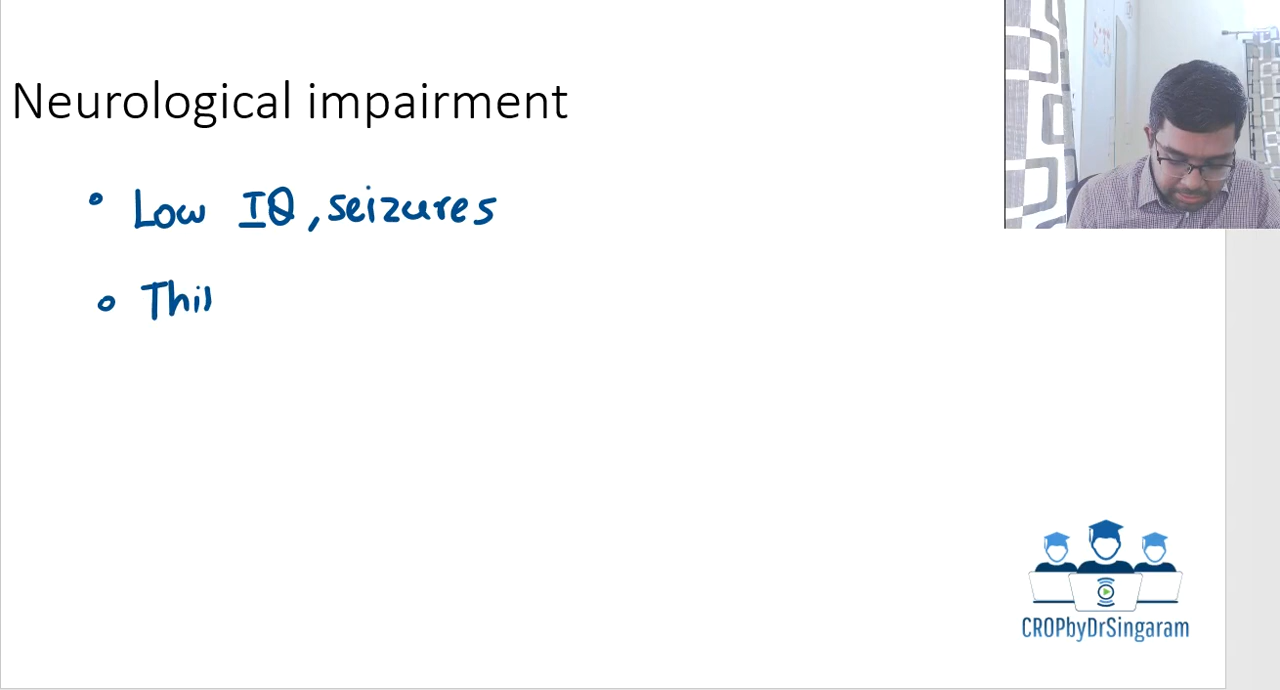 Neurological impairment
• Low IQ, seizures
• Thi
CROPbyDrSingaram